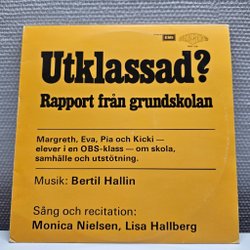 EMI
Utklassad?
Rapport från grundskolan
Margreth, Eva, Pia och Kicki –
elever i en OBS-klass – om skola,
samhälle och utstötning.
Musik: Bertil Hallin
Sång och recitation:
Monica Nielsen, Lisa Hallberg